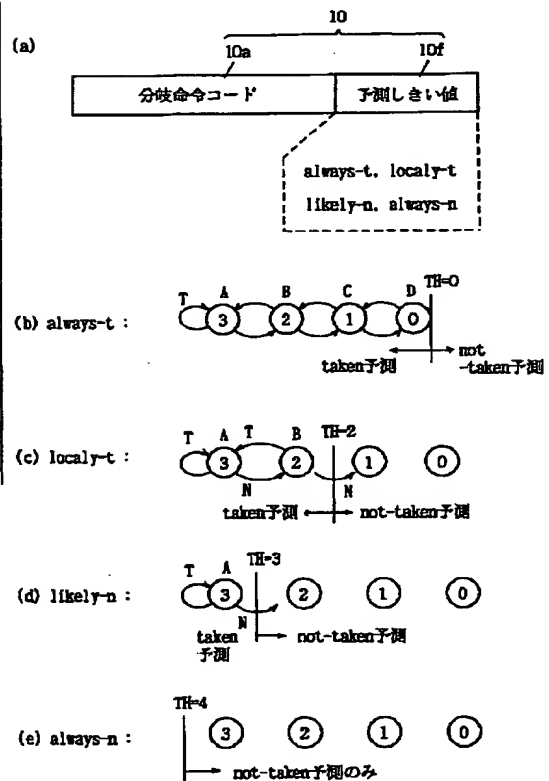 (a)
10
10a 10f
分岐命令コード 予測しきい値
always-t, localy-t
likely-n, always-n
(b) always-t :
T A B C D TH=0
3 2 1 0
taken予測 not
-taken予測
(c) localy-t :
T A T B TH=2
3 2 1 0
N N
taken予測 not-taken予測
(d) likely-n :
T A TH=3
3 2 1 0
N
taken not-taken予測
予測
TH=4
(e) always-n :
3 2 1 0
not-taken予測のみ